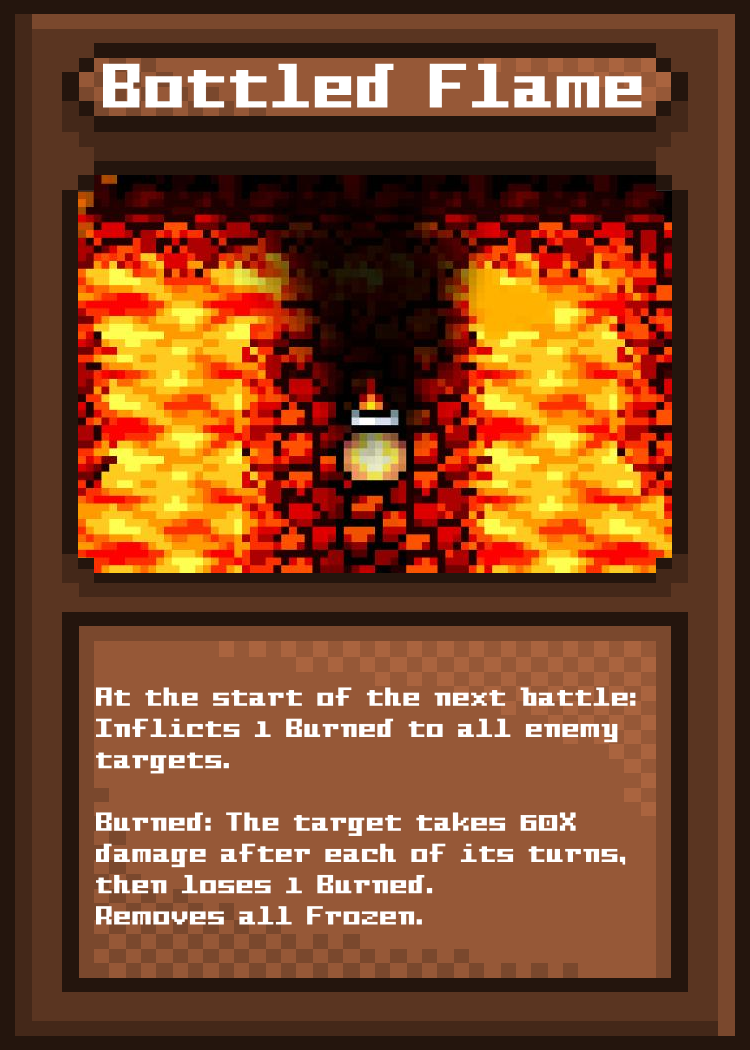 Bottled Flame
At the start of the next battle:
Inflicts 1 Burned to all enemy
targets.
Burned: The target takes 60X
damage after each of its turns,
then loses 1 Burned.
Removes all Frozen.